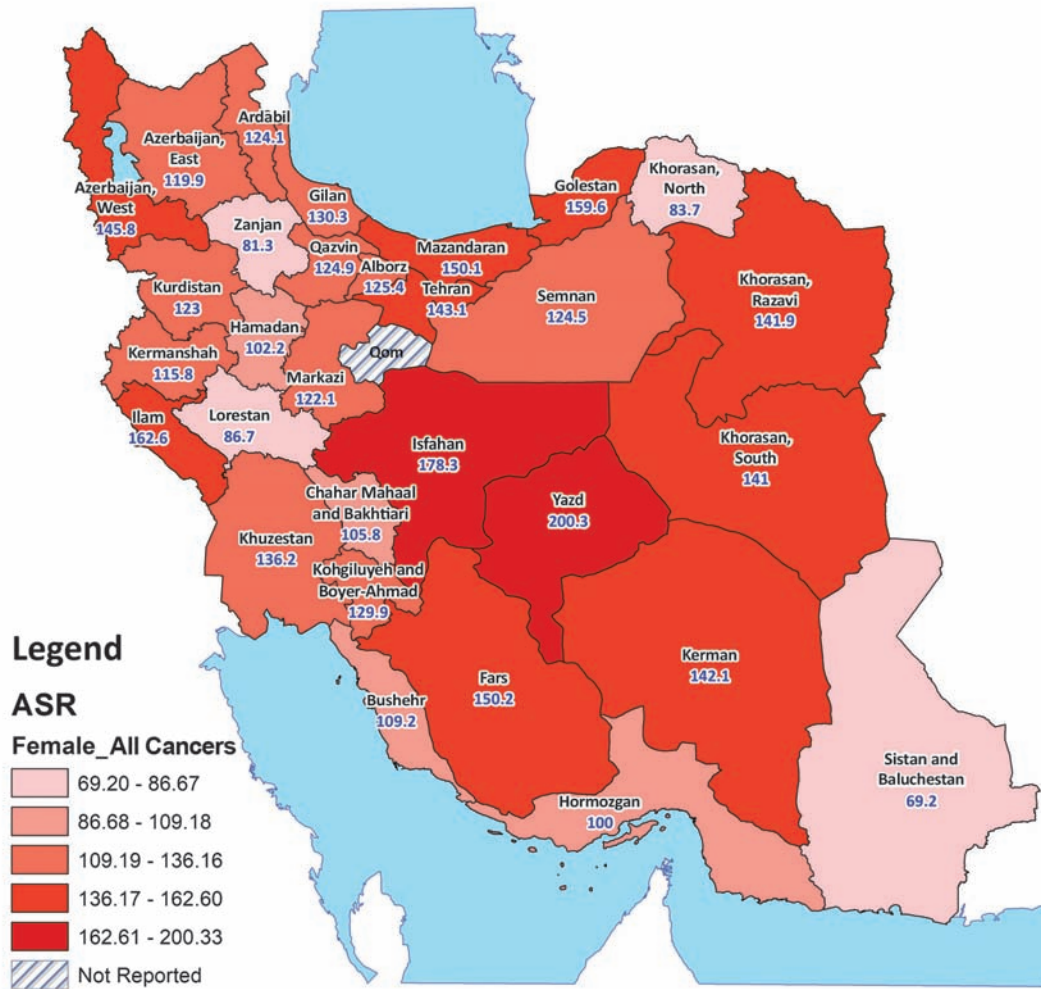 Ardabil
124.1
Azerbaijan,
East
119.9
Azerbaijan,
West
145.8
Gilan
130.3
Zanjan
81.3
Qazvin
124.9
Alborz
125.4
Mazandaran
150.1
Tehran
143.1
Golestan
159.6
Khorasan,
North
83.7
Khorasan,
Razavi
141.9
Semnan
124.5
Kurdistan
123
Hamadan
102.2
Qom
Kermanshah
115.8
Markazi
122.1
Ilam
162.6
Lorestan
86.7
Isfahan
178.3
Khorasan,
South
141
Yazd
200.3
Chahar Mahaal
and Bakhtiari
105.8
Khuzestan
136.2
Kohgiluyeh and
Boyer-Ahmad
129.9
Fars
150.2
Kerman
142.1
Bushehr
109.2
Hormozgan
100
Sistan and
Baluchestan
69.2
Legend
ASR
Female_All Cancers
69.20 - 86.67
86.68 - 109.18
109.19 - 136.16
136.17 - 162.60
162.61 - 200.33
Not Reported